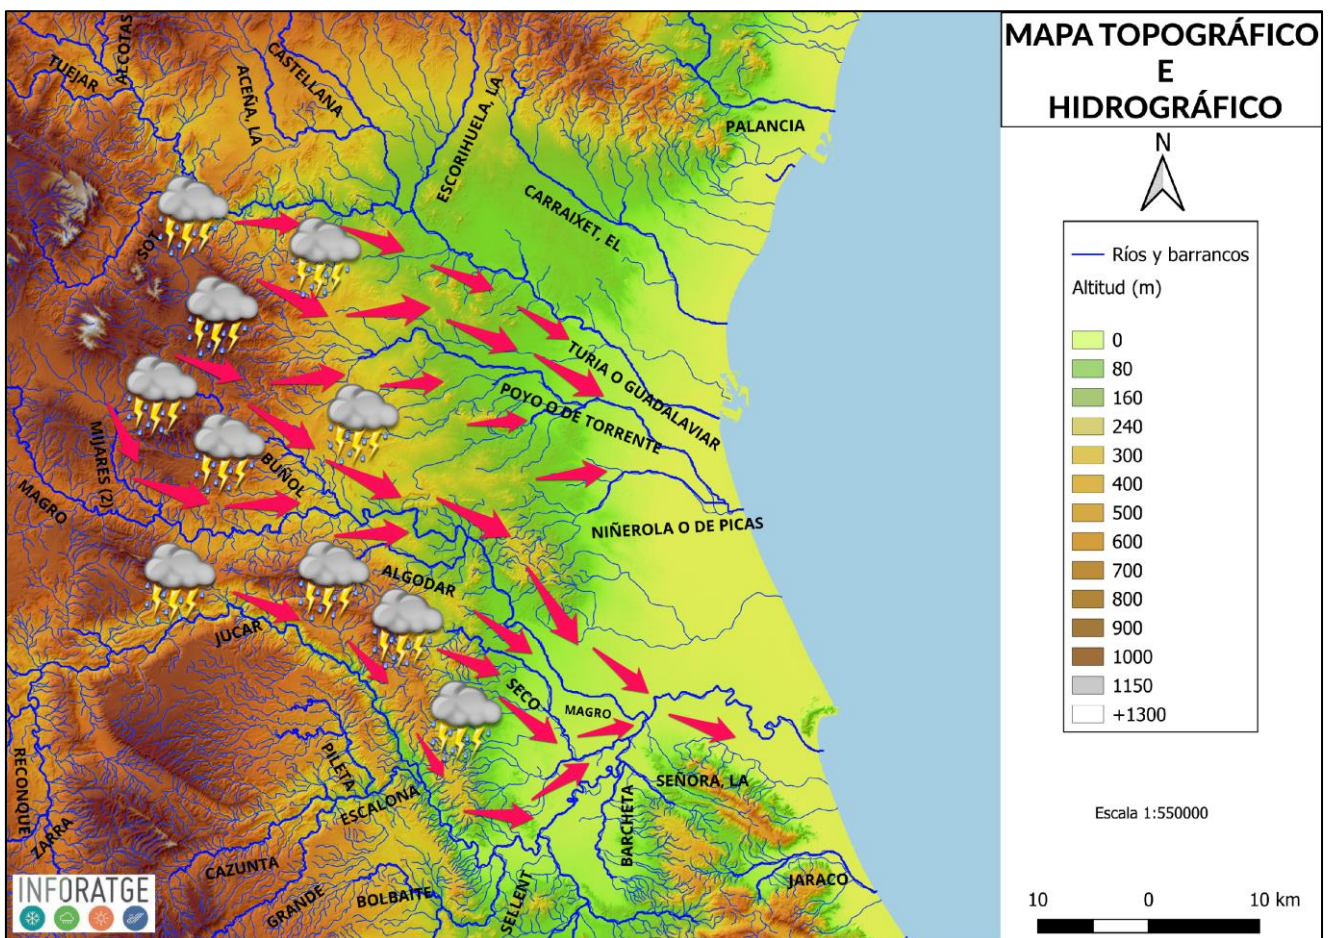 MAPA TOPOGRÁFICO
E
HIDROGRÁFICO
N
Ríos y barrancos
Altitud (m)
0
80
160
240
300
400
500
600
700
800
900
1000
1150
+1300
Escala 1:550000
10 0 10 km
ALCOTAS
TUEJAR
ACEÑA, LA
CASTELLANA
ESCORIHUELA, LA
PALANCIA
CARRAIXET, EL
SOT
TURIA O GUADALAVIAR
POYO O DE TORRENTE
MIJARES (2)
BUÑOL
MAGRO
NIÑEROLA O DE PICAS
ALGODAR
JÚCAR
SECO
MAGRO
RECONQUE
PILETA
SEÑORA, LA
ESCALONA
BARCHETA
ZARRA
CAZUNTA
JARACO
GRANDE
BOLBAITE
SELLENT
INFORATGE